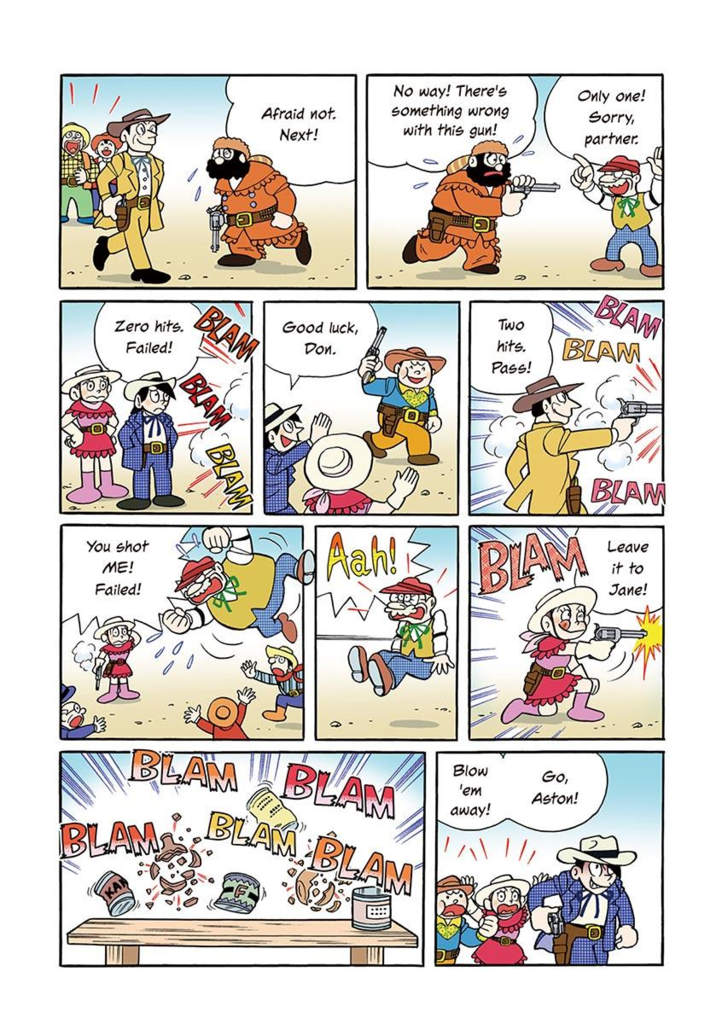 Only one!
Sorry,
partner.
No way! There's
something wrong
with this gun!
Afraid not.
Next!
BLAM
BLAM
BLAM
Two
hits.
Pass!
Good luck,
Don.
BLAM
BLAM
BLAM
Zero hits.
Failed!
Leave
it to
Jane!
BLAM
Aah!
You shot
ME!
Failed!
Go,
Aston!
Blow
'em
away!
BLAM
BLAM
BLAM
BLAM
BLAM
KAN
F